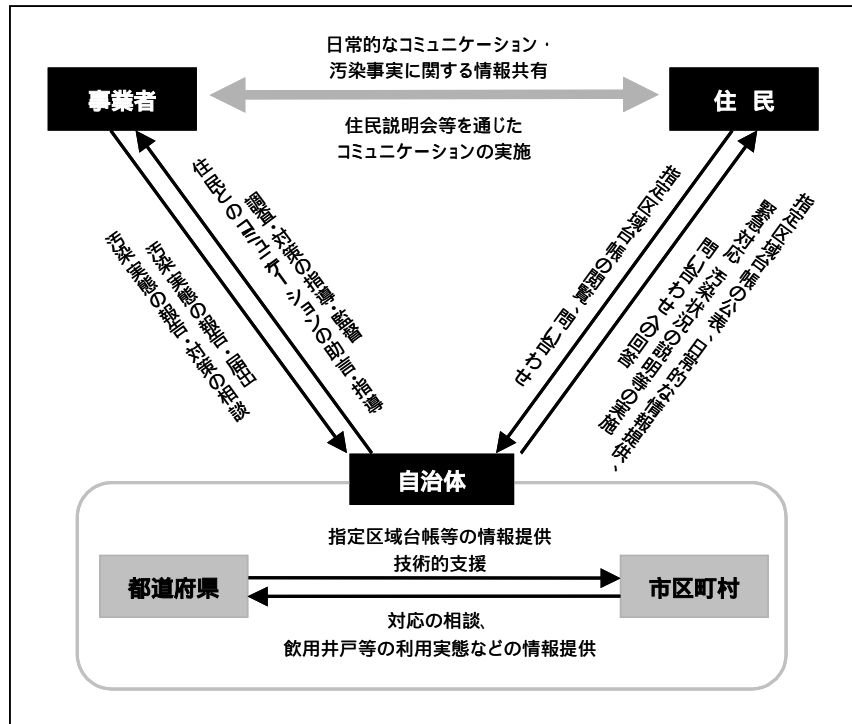 日常的なコミュニケーション・
汚染事実に関する情報共有
事業者
住 民
住民説明会等を通じた
コミュニケーションの実施
汚染実態の報告・届出
汚染実態の報告・対策の相談
調査・対策の指導・監督
住民とのコミュニケーションの助言・指導
指定区域台帳の閲覧、問い合わせ
指定区域台帳の公表、日常的な情報提供、
緊急対応、汚染状況の説明、
問い合わせへの回答 等の実施
自治体
指定区域台帳等の情報提供
技術的支援
都道府県
市区町村
対応の相談、
飲用井戸等の利用実態などの情報提供